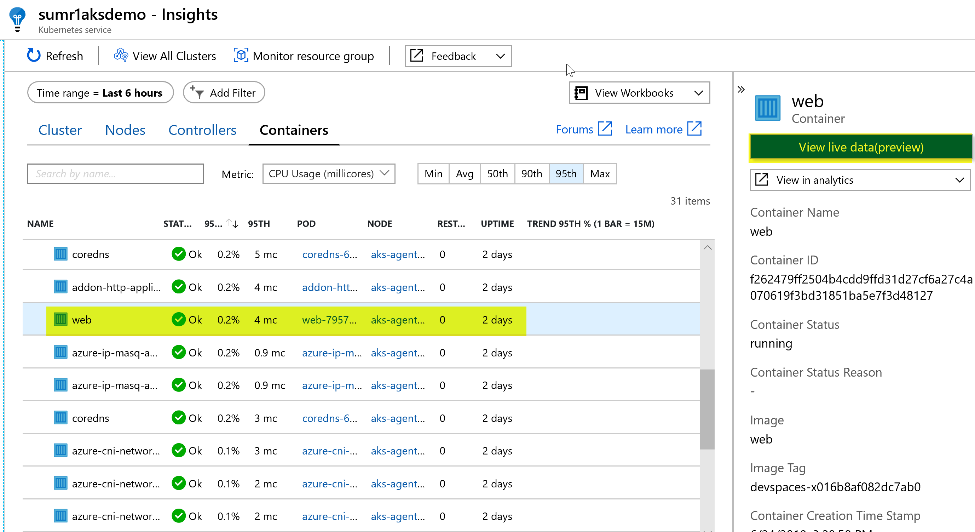 sumr1aksdemo - Insights
Kubernetes service
Refresh
View All Clusters
Monitor resource group
Feedback
Time range = Last 6 hours
Add Filter
View Workbooks
Cluster Nodes Controllers Containers
Forums Learn more
Search by name...
Metric: CPU Usage (millicores)
Min Avg 50th 90th 95th Max
31 items
NAME STAT... 95... 95TH POD NODE REST... UPTIME TREND 95TH % (1 BAR = 15M)
coredns Ok 0.2% 5 mc coredns-6... aks-agent... 0 2 days
addon-http-appli... Ok 0.2% 4 mc addon-htt... aks-agent... 0 2 days
web Ok 0.2% 4 mc web-7957... aks-agent... 0 2 days
azure-ip-masq-a... Ok 0.2% 0.9 mc azure-ip-m... aks-agent... 0 2 days
azure-ip-masq-a... Ok 0.2% 0.9 mc azure-ip-m... aks-agent... 0 2 days
coredns Ok 0.2% 3 mc coredns-6... aks-agent... 0 2 days
azure-cni-networ... Ok 0.1% 3 mc azure-cni-... aks-agent... 0 2 days
azure-cni-networ... Ok 0.1% 2 mc azure-cni-... aks-agent... 0 2 days
azure-cni-networ... Ok 0.1% 2 mc azure-cni-... aks-agent... 0 2 days
web
Container
View live data(preview)
View in analytics
Container Name
web
Container ID
f262479ff2504b4cdd9ffd31d27cf6a27c4a
070619f3bd31851ba5e7f3d48127
Container Status
running
Container Status Reason
-
Image
web
Image Tag
devspaces-x016b8af082dc7ab0
Container Creation Time Stamp